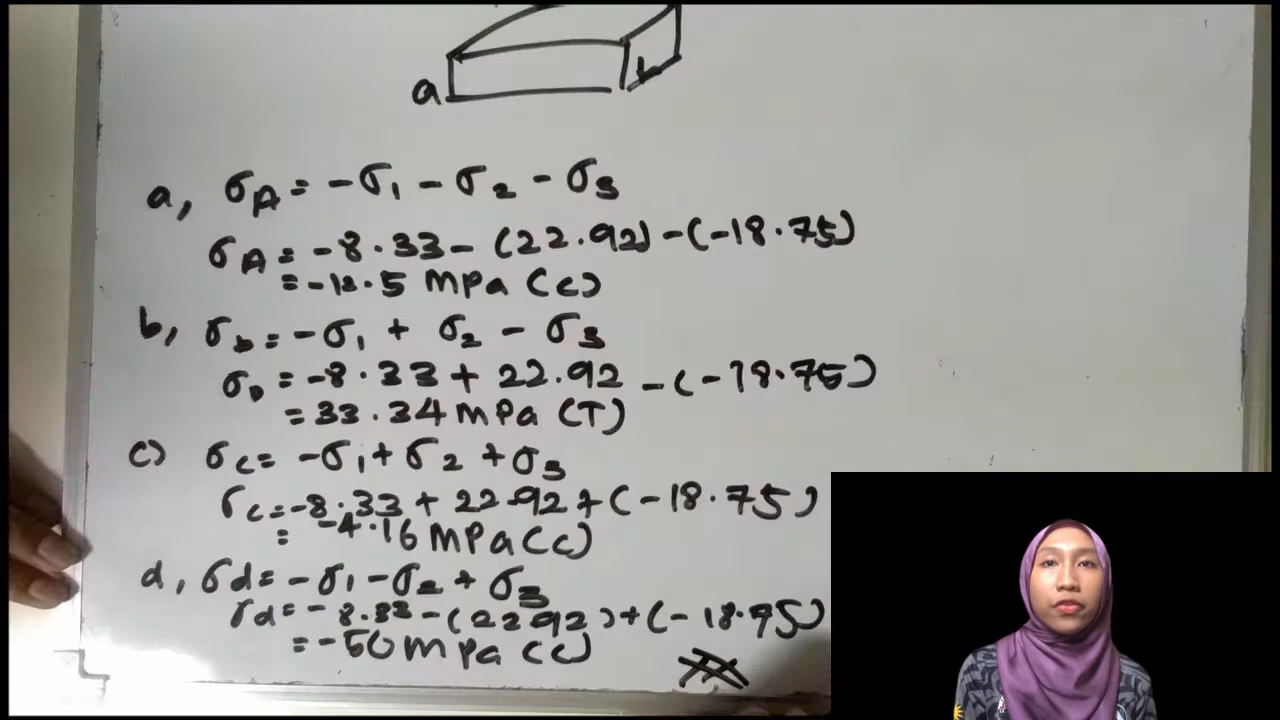 a
b
a, σA = -σ1 - σ2 - σ3
σA = -8.33 - (22.92) - (-18.75)
= -12.5 MPa (C)
b, σb = -σ1 + σ2 - σ3
σb = -8.33 + 22.92 - (-18.75)
= 33.34 MPa (T)
c) σc = -σ1 + σ2 + σ3
σc = -8.33 + 22.92 + (-18.75)
= -4.16 MPa (C)
d, σd = -σ1 - σ2 + σ3
σd = -8.33 - (22.92) + (-18.75)
= -50 MPa (C)